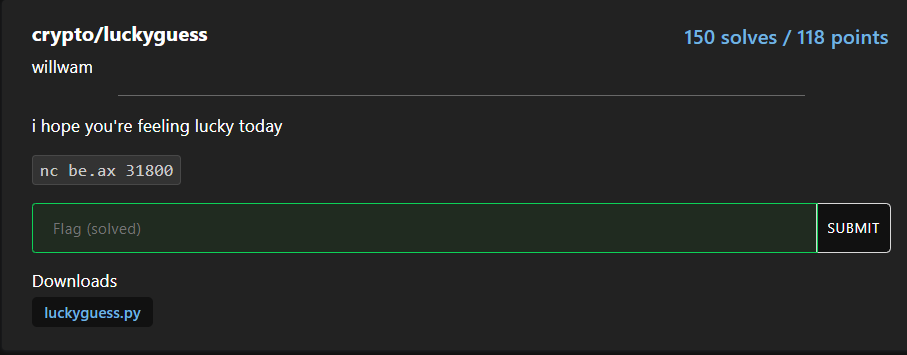 crypto/luckyguess
150 solves / 118 points
willwam
i hope you're feeling lucky today
nc be.ax 31800
Flag (solved)
SUBMIT
Downloads
luckyguess.py